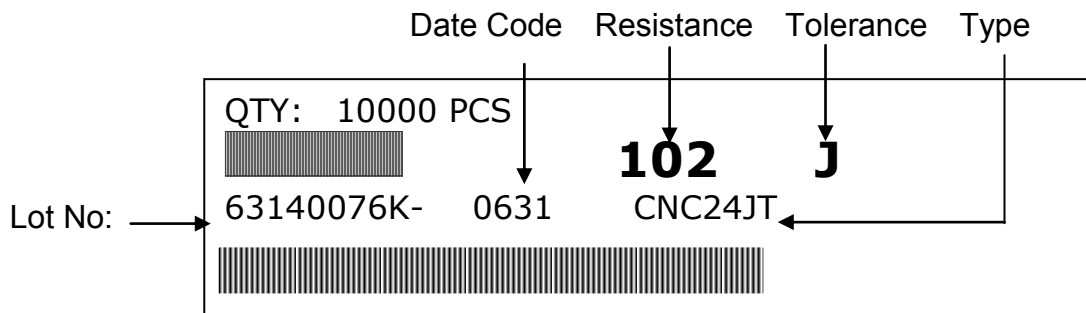 Date Code Resistance Tolerance Type
QTY: 10000 PCS
102 J
Lot No: 63140076K- 0631 CNC24JT